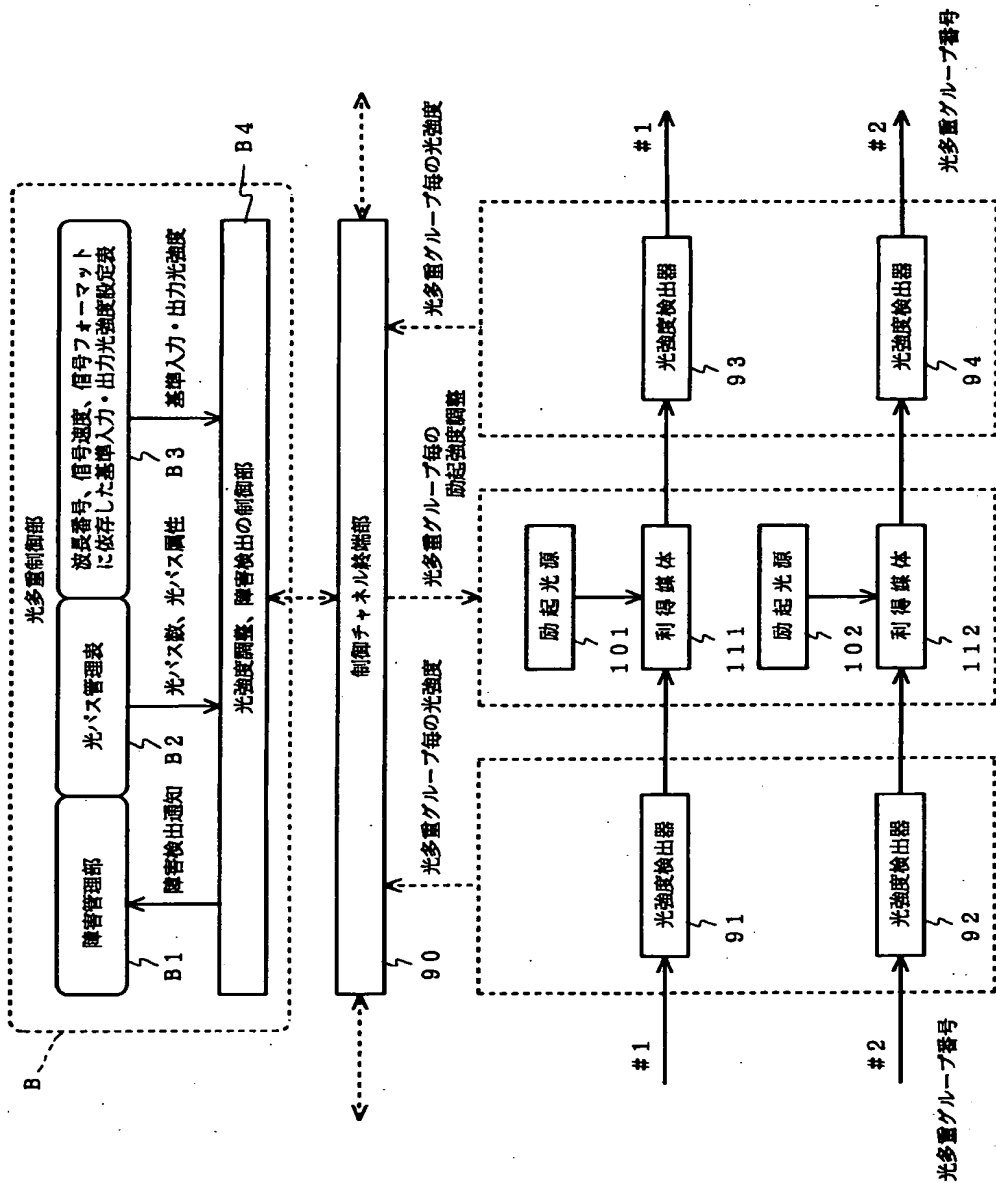 光多重制御部
B
障害管理部
光パス管理表
波長番号、信号速度、信号フォーマット
に依存した基準入力・出力光強度設定表
B1
障害検出通知
B2
光パス数、光パス属性
B3
基準入力・出力光強度
光強度調整、障害検出の制御部
B4
制御チャネル終端部
90
光多重グループ毎の光強度
光多重グループ毎の
励起強度調整
光多重グループ毎の光強度
#1
光強度検出器
91
励起光源
101
利得媒体
111
光強度検出器
93
#1
#2
光強度検出器
92
励起光源
102
利得媒体
112
光強度検出器
94
#2
光多重グループ番号
光多重グループ番号